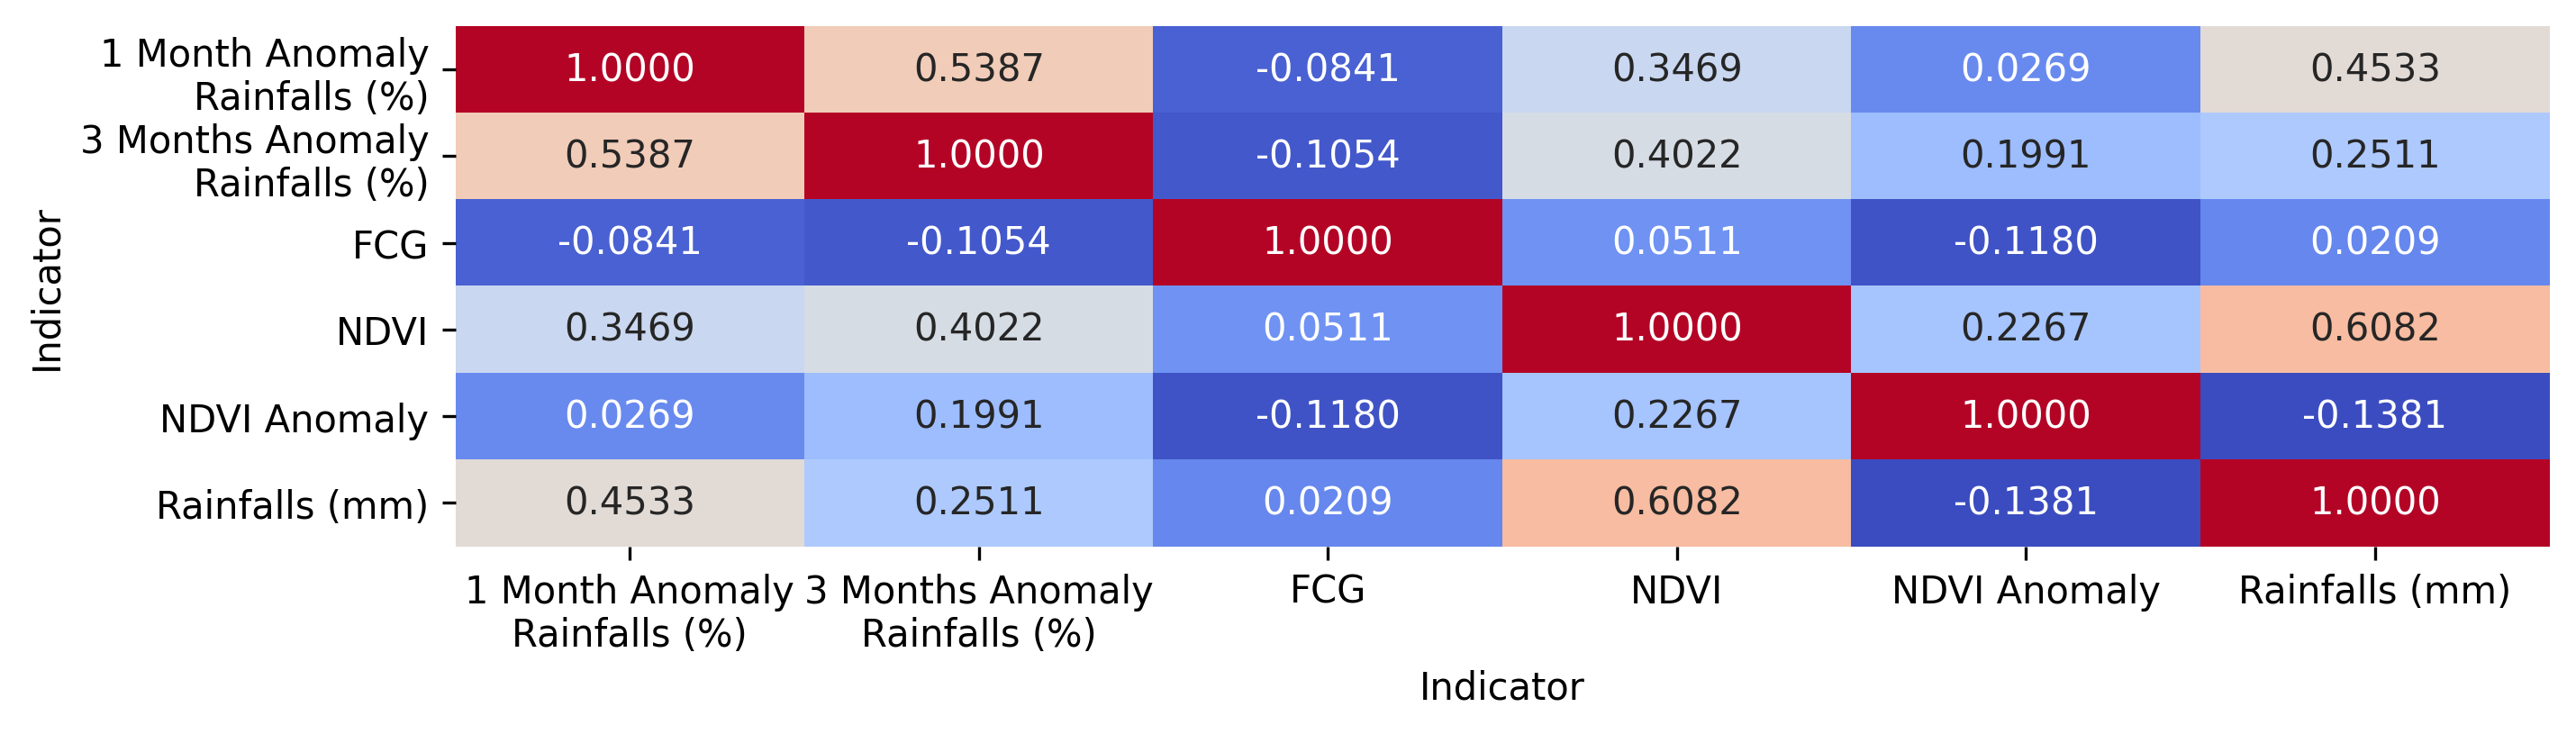 1 Month Anomaly
Rainfalls (%)
1.0000 0.5387 -0.0841 0.3469 0.0269 0.4533
3 Months Anomaly
Rainfalls (%)
0.5387 1.0000 -0.1054 0.4022 0.1991 0.2511
FCG -0.0841 -0.1054 1.0000 0.0511 -0.1180 0.0209
NDVI 0.3469 0.4022 0.0511 1.0000 0.2267 0.6082
NDVI Anomaly 0.0269 0.1991 -0.1180 0.2267 1.0000 -0.1381
Rainfalls (mm) 0.4533 0.2511 0.0209 0.6082 -0.1381 1.0000
Indicator
1 Month Anomaly
Rainfalls (%)
3 Months Anomaly
Rainfalls (%)
FCG
NDVI
NDVI Anomaly
Rainfalls (mm)
Indicator